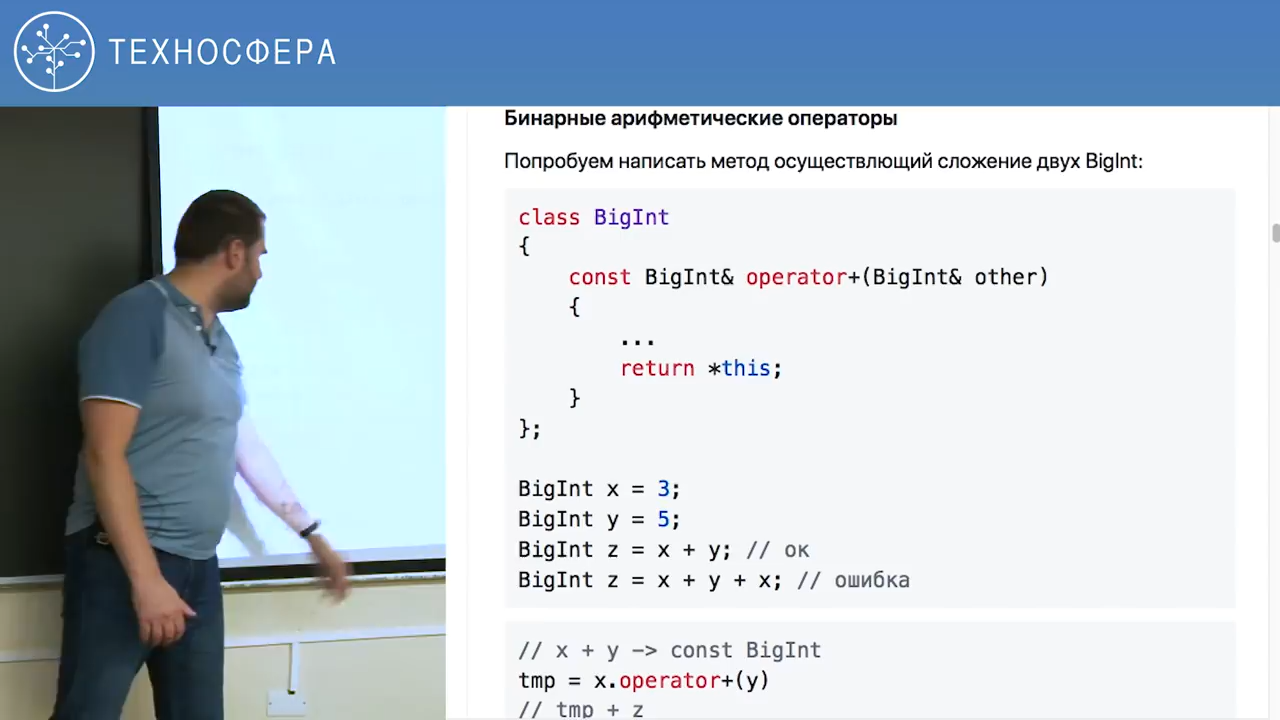 ТЕХНОСФЕРА
Бинарные арифметические операторы
Попробуем написать метод осуществлющий сложение двух BigInt:
class BigInt
{
    const BigInt& operator+(BigInt& other)
    {
        ...
        return *this;
    }
};
BigInt x = 3;
BigInt y = 5;
BigInt z = x + y; // ок
BigInt z = x + y + x; // ошибка
// x + y -> const BigInt
tmp = x.operator+(y)
// tmp + z